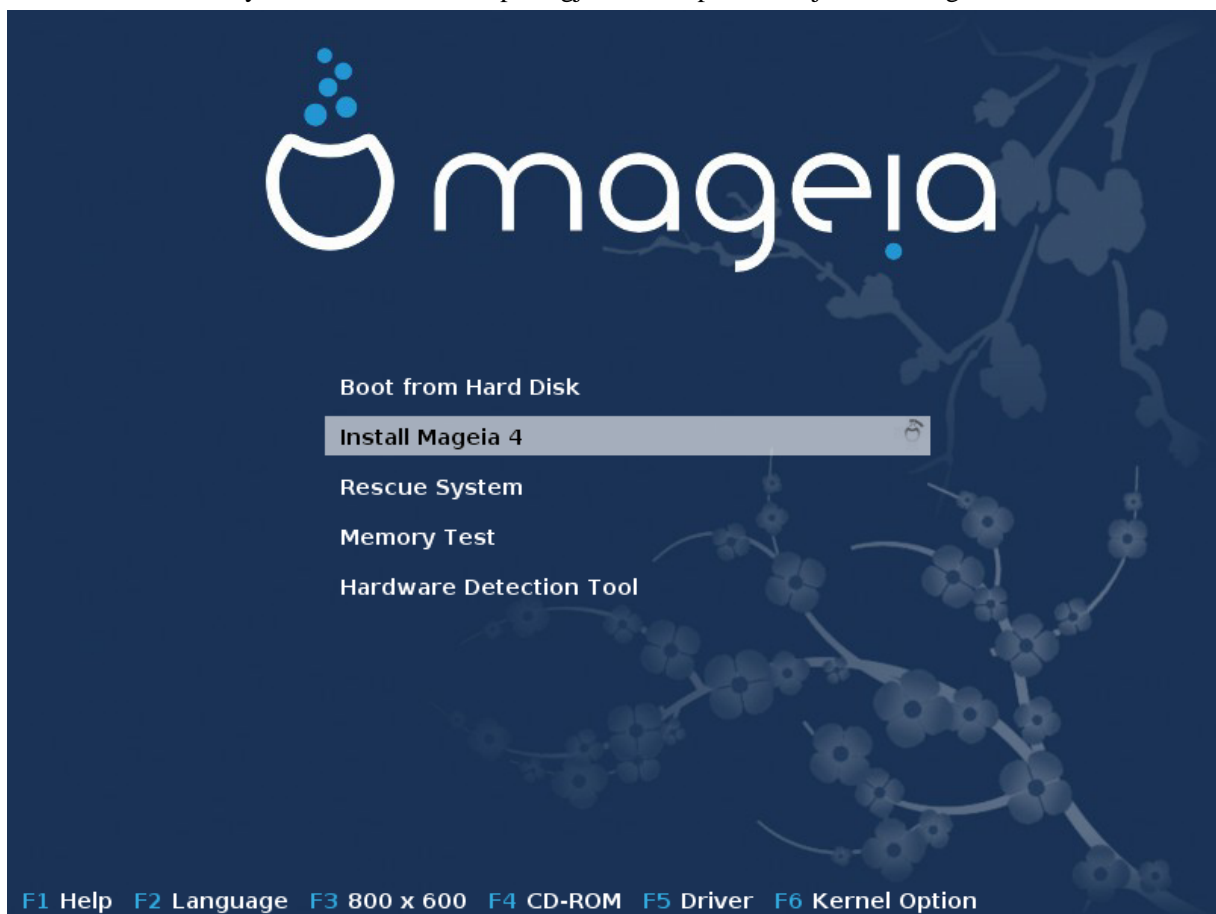 mageia
Boot from Hard Disk
Install Mageia 4
Rescue System
Memory Test
Hardware Detection Tool
F1 Help F2 Language F3 800 x 600 F4 CD-ROM F5 Driver F6 Kernel Option